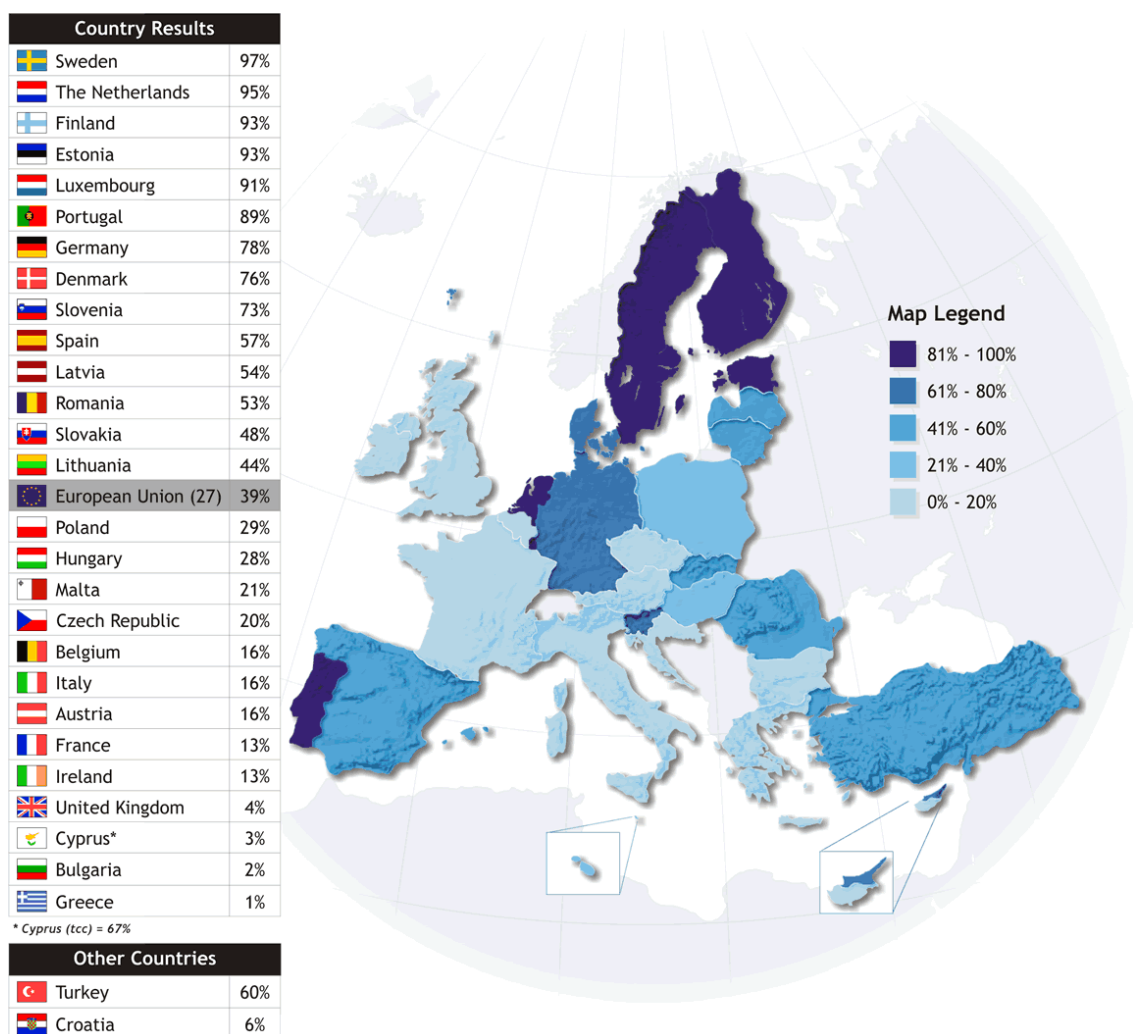 Country Results
Sweden 97%
The Netherlands 95%
Finland 93%
Estonia 93%
Luxembourg 91%
Portugal 89%
Germany 78%
Denmark 76%
Slovenia 73%
Spain 57%
Latvia 54%
Romania 53%
Slovakia 48%
Lithuania 44%
European Union (27) 39%
Poland 29%
Hungary 28%
Malta 21%
Czech Republic 20%
Belgium 16%
Italy 16%
Austria 16%
France 13%
Ireland 13%
United Kingdom 4%
Cyprus* 3%
Bulgaria 2%
Greece 1%
* Cyprus (tcc) = 67%
Other Countries
Turkey 60%
Croatia 6%
Map Legend
81% - 100%
61% - 80%
41% - 60%
21% - 40%
0% - 20%